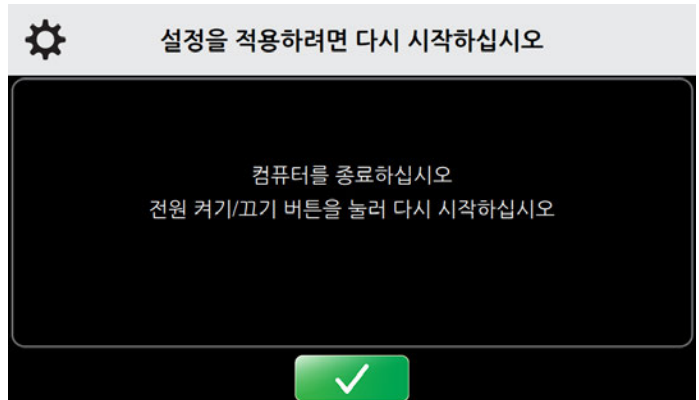 설정을 적용하려면 다시 시작하십시오
컴퓨터를 종료하십시오
전원 켜기/끄기 버튼을 눌러 다시 시작하십시오